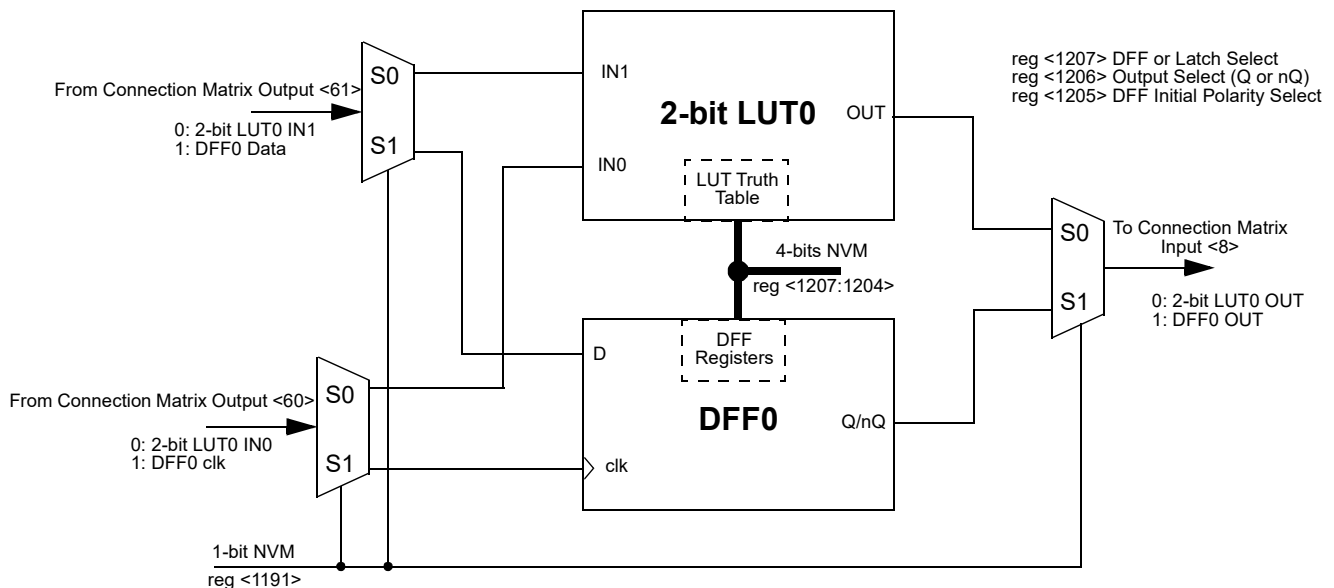 From Connection Matrix Output <61>
0: 2-bit LUT0 IN1
1: DFF0 Data
S0
S1
IN1
IN0
2-bit LUT0
OUT
LUT Truth
Table
reg <1207> DFF or Latch Select
reg <1206> Output Select (Q or nQ)
reg <1205> DFF Initial Polarity Select
4-bits NVM
reg <1207:1204>
S0
S1
To Connection Matrix
Input <8>
0: 2-bit LUT0 OUT
1: DFF0 OUT
From Connection Matrix Output <60>
0: 2-bit LUT0 IN0
1: DFF0 clk
S0
S1
D
clk
DFF
Registers
DFF0
Q/nQ
1-bit NVM
reg <1191>